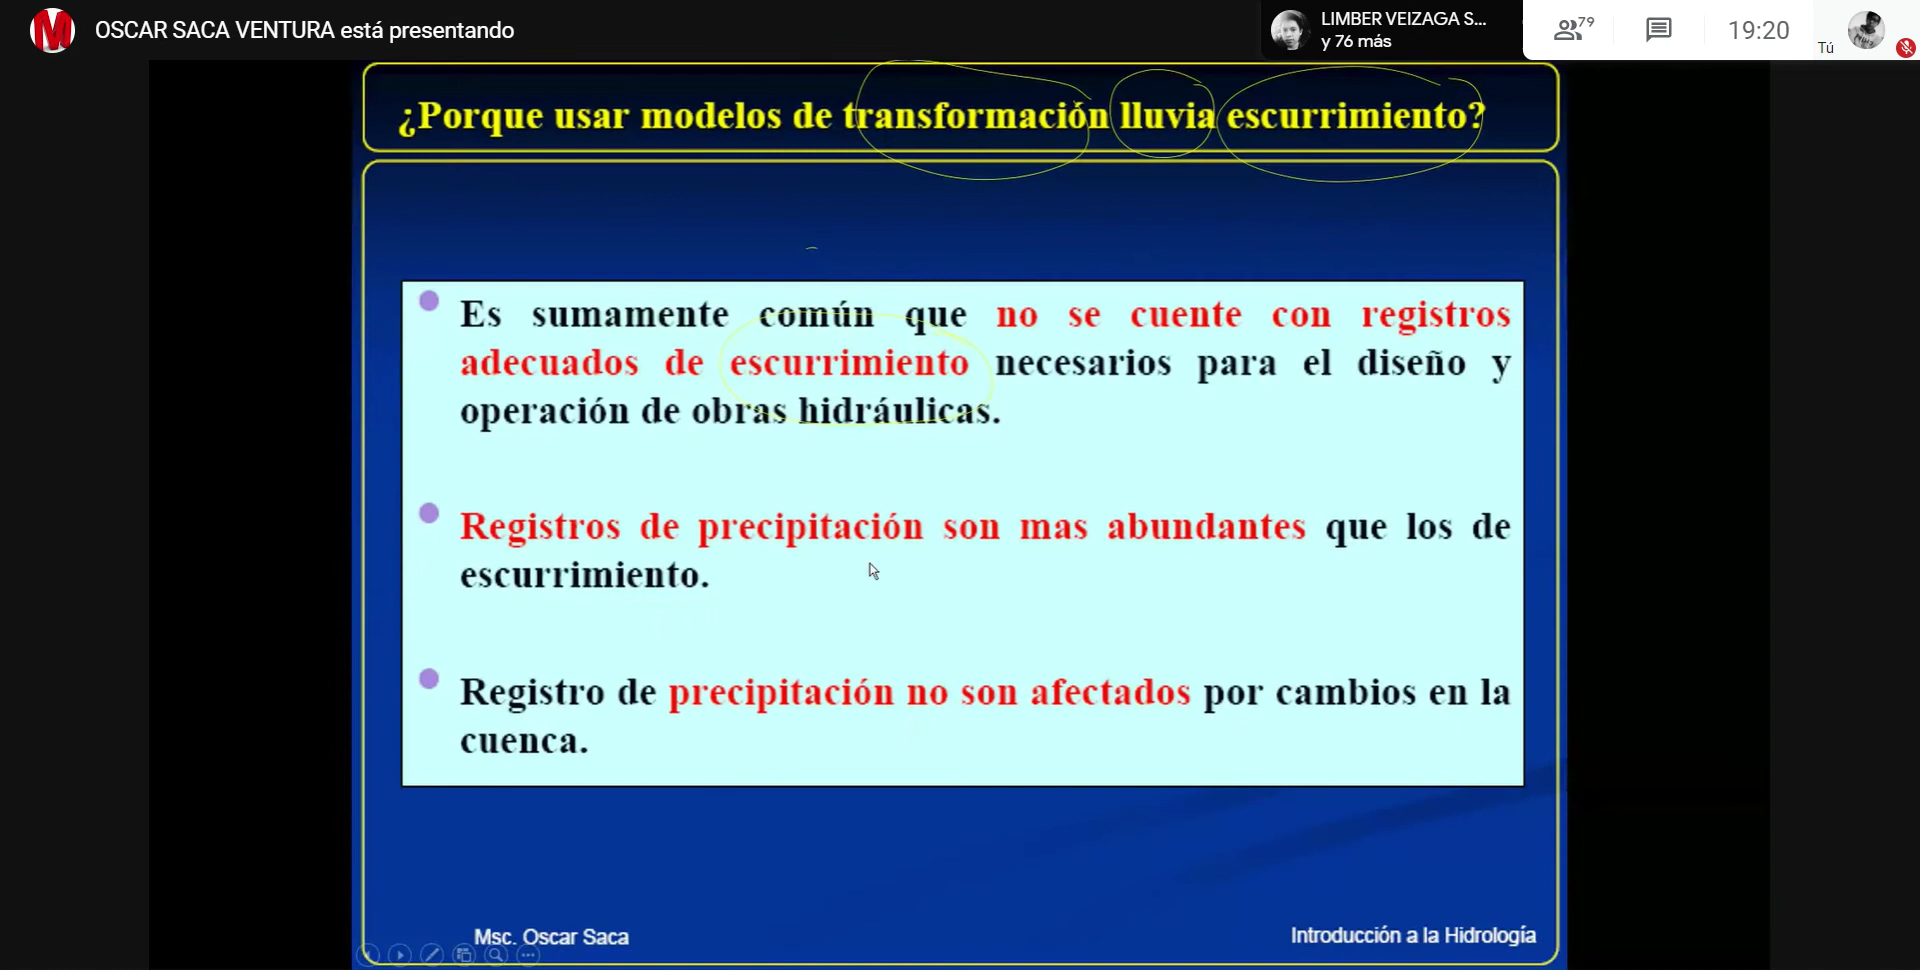 OSCAR SACA VENTURA está presentando
LIMBER VEIZAGA S...
y 76 más
79
19:20
Tú
¿Porque usar modelos de transformación lluvia escurrimiento?
Es sumamente común que no se cuente con registros
adecuados de escurrimiento necesarios para el diseño y
operación de obras hidráulicas.
Registros de precipitación son mas abundantes que los de
escurrimiento.
Registro de precipitación no son afectados por cambios en la
cuenca.
Msc. Oscar Saca
Introducción a la Hidrología